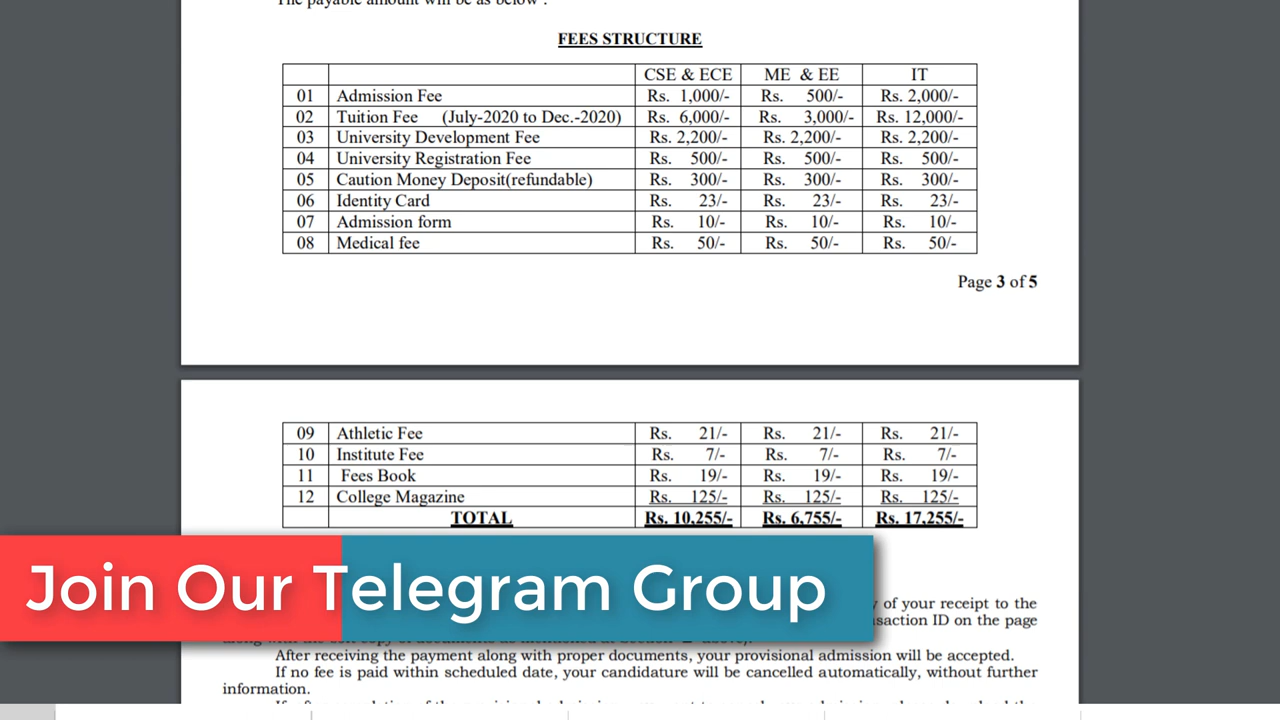 The payable amount will be as below :
FEES STRUCTURE
CSE & ECE ME & EE IT
01 Admission Fee Rs. 1,000/- Rs. 500/- Rs. 2,000/-
02 Tuition Fee (July-2020 to Dec.-2020) Rs. 6,000/- Rs. 3,000/- Rs. 12,000/-
03 University Development Fee Rs. 2,200/- Rs. 2,200/- Rs. 2,200/-
04 University Registration Fee Rs. 500/- Rs. 500/- Rs. 500/-
05 Caution Money Deposit(refundable) Rs. 300/- Rs. 300/- Rs. 300/-
06 Identity Card Rs. 23/- Rs. 23/- Rs. 23/-
07 Admission form Rs. 10/- Rs. 10/- Rs. 10/-
08 Medical fee Rs. 50/- Rs. 50/- Rs. 50/-
Page 3 of 5
09 Athletic Fee Rs. 21/- Rs. 21/- Rs. 21/-
10 Institute Fee Rs. 7/- Rs. 7/- Rs. 7/-
11 Fees Book Rs. 19/- Rs. 19/- Rs. 19/-
12 College Magazine Rs. 125/- Rs. 125/- Rs. 125/-
TOTAL Rs. 10,255/- Rs. 6,755/- Rs. 17,255/-
Join Our Telegram Group
of your receipt to the
ID on the page
After receiving the payment along with proper documents, your provisional admission will be accepted.
If no fee is paid within scheduled date, your candidature will be cancelled automatically, without further
information.